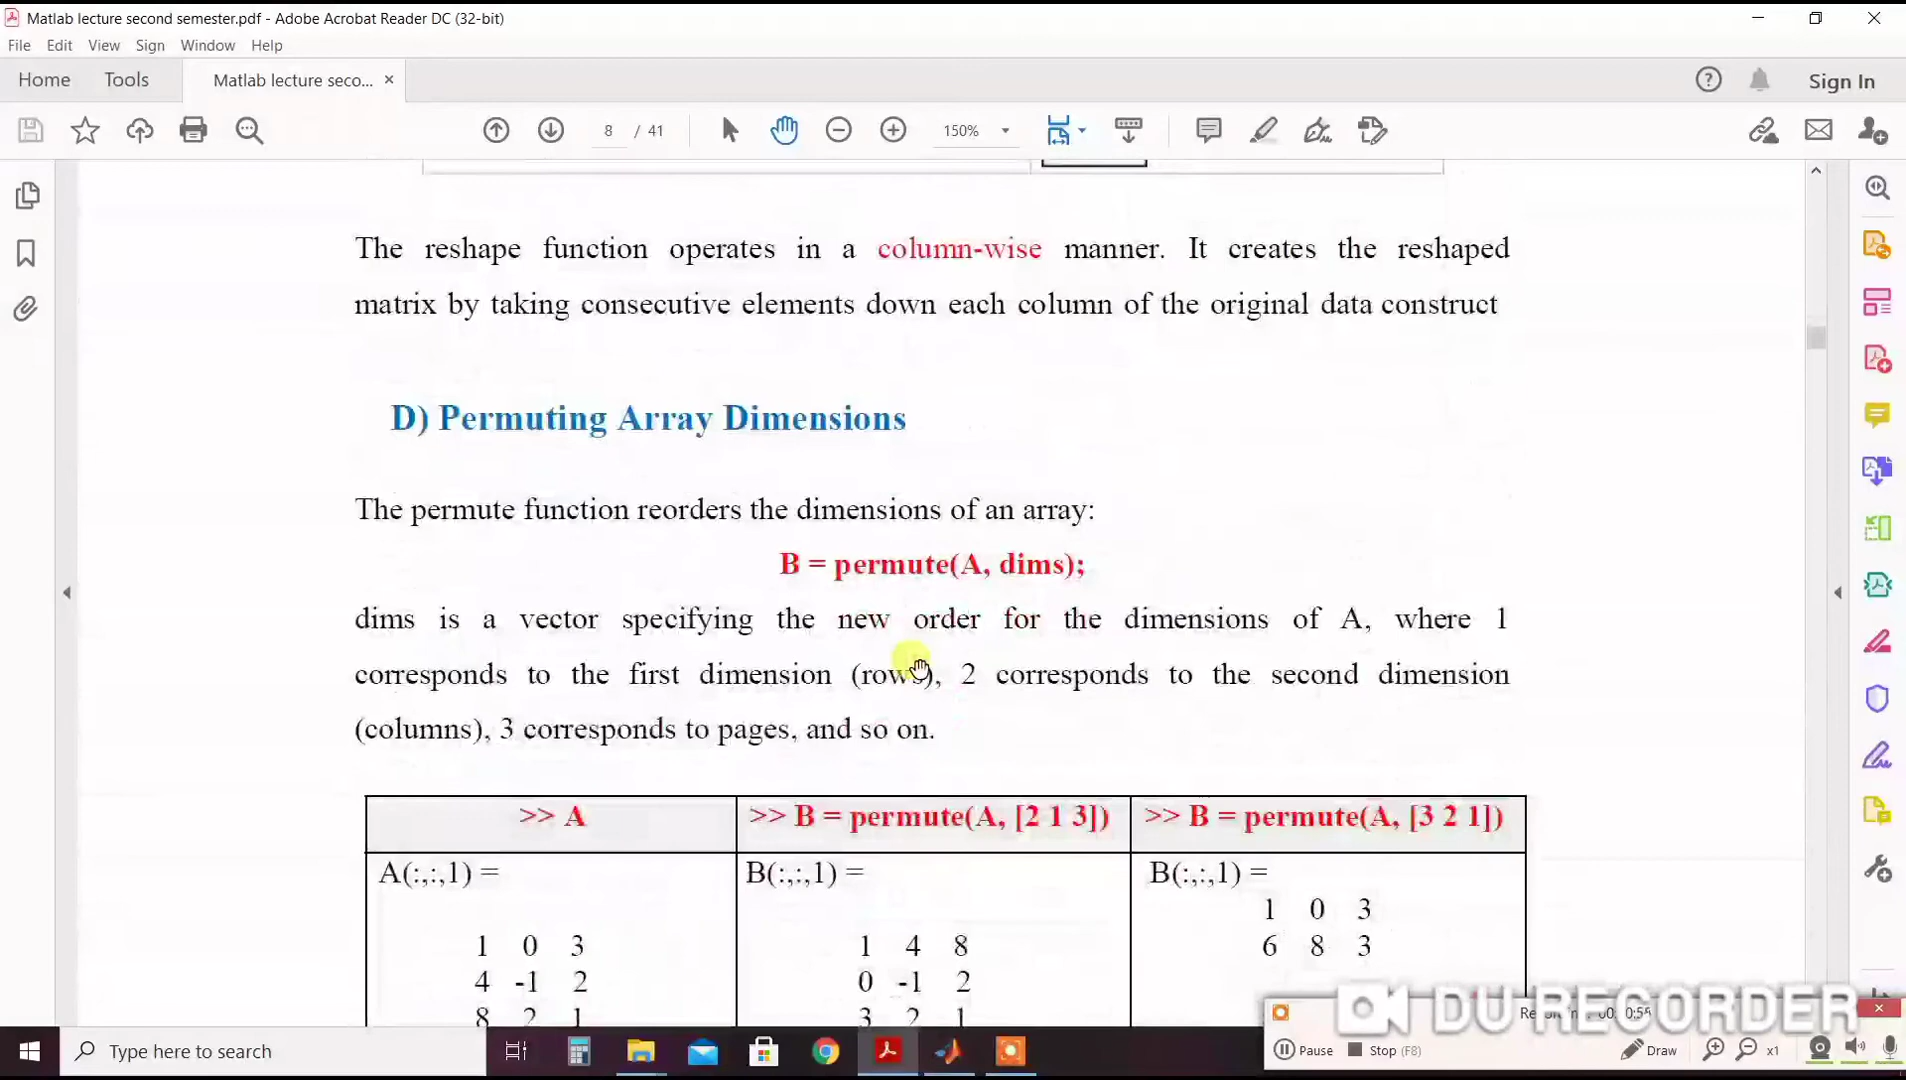 Matlab lecture second semester.pdf - Adobe Acrobat Reader DC (32-bit)
File Edit View Sign Window Help
Home Tools Matlab lecture seco... × Sign In
8 / 41 150%
The reshape function operates in a column-wise manner. It creates the reshaped
matrix by taking consecutive elements down each column of the original data construct
D) Permuting Array Dimensions
The permute function reorders the dimensions of an array:
B = permute(A, dims);
dims is a vector specifying the new order for the dimensions of A, where 1
corresponds to the first dimension (rows), 2 corresponds to the second dimension
(columns), 3 corresponds to pages, and so on.
>> A >> B = permute(A, [2 1 3]) >> B = permute(A, [3 2 1])
A(:,:,1) = B(:,:,1) = B(:,:,1) =
1 0 3
6 8 3
1 0 3 1 4 8
4 -1 2 0 -1 2
8 2 1 3 2 1
DU RECORDER
Pause Stop (F8) Draw x1
Type here to search